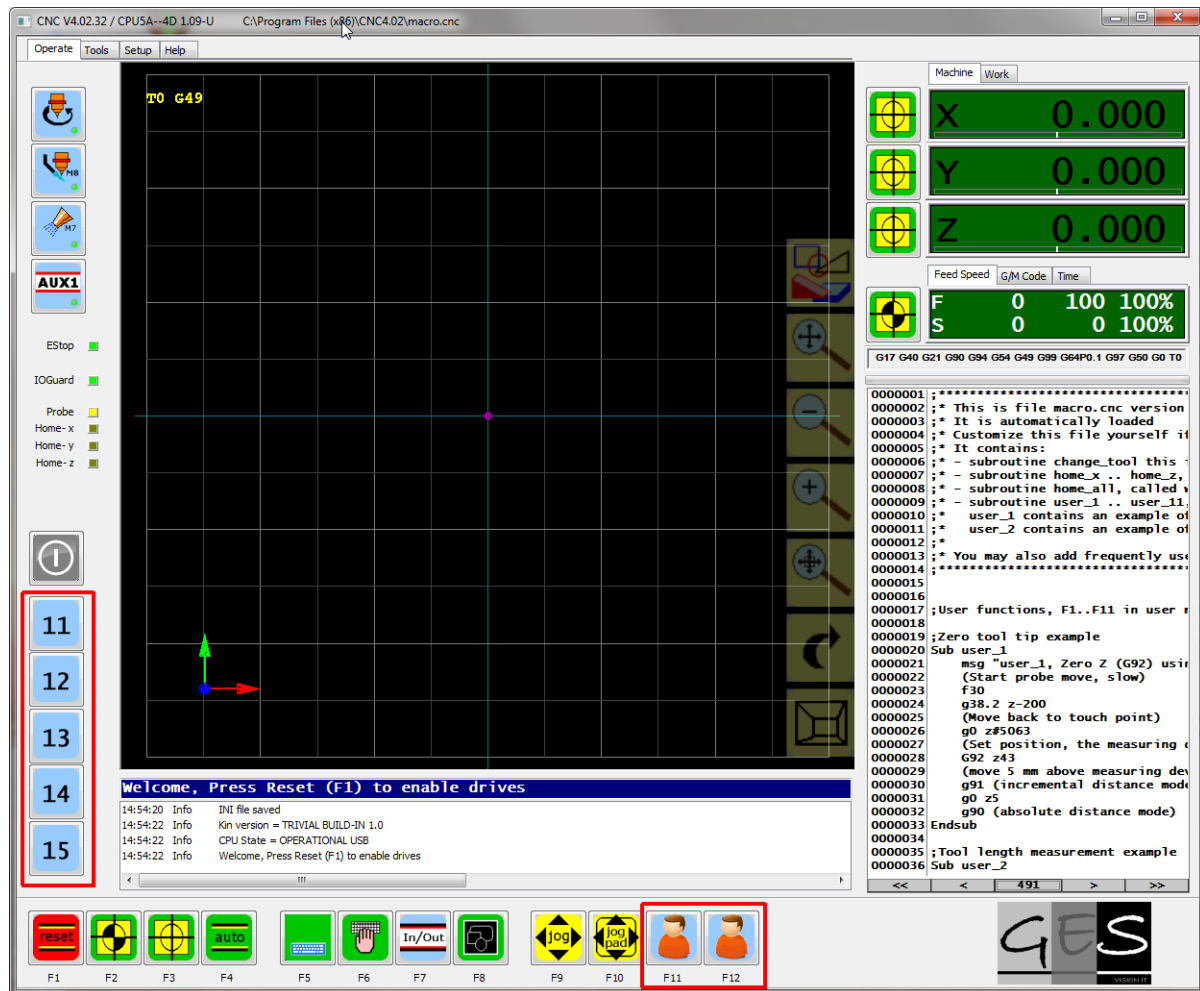 CNC V4.02.32 / CPU5A--4D 1.09-U C:\Program Files (x86)\CNC4.02\macro.cnc
Operate Tools Setup Help
T0 G49
M8
M7
AUX1
EStop
IOGuard
Probe
Home- x
Home- y
Home- z
11
12
13
14
15
Machine Work
X 0.000
Y 0.000
Z 0.000
Feed Speed G/M Code Time
F 0 100 100%
S 0 0 100%
G17 G40 G21 G90 G94 G54 G49 G99 G64P0.1 G97 G50 G0 T0
0000001 ;***********************************
0000002 ;* This is file macro.cnc version
0000003 ;* It is automatically loaded
0000004 ;* Customize this file yourself if
0000005 ;* It contains:
0000006 ;* - subroutine change_tool this
0000007 ;* - subroutine home_x .. home_z,
0000008 ;* - subroutine home_all, called
0000009 ;* - subroutine user_1 .. user_11,
0000010 ;* user_1 contains an example of
0000011 ;* user_2 contains an example of
0000012 ;*
0000013 ;* You may also add frequently use
0000014 ;***********************************
0000015
0000016
0000017 ;User functions, F1..F11 in user
0000018
0000019 ;Zero tool tip example
0000020 Sub user_1
0000021 msg "user_1, Zero Z (G92) usin
0000022 (Start probe move, slow)
0000023 f30
0000024 g38.2 z-200
0000025 (Move back to touch point)
0000026 g0 z#5063
0000027 (Set position, the measuring
0000028 G92 z43
0000029 (move 5 mm above measuring dev
0000030 g91 (incremental distance mode
0000031 g0 z5
0000032 g90 (absolute distance mode)
0000033 Endsub
0000034
0000035 ;Tool length measurement example
0000036 Sub user_2
<< < 491 > >>
Welcome, Press Reset (F1) to enable drives
14:54:20 Info INI file saved
14:54:22 Info Kin version = TRIVIAL BUILD-IN 1.0
14:54:22 Info CPU State = OPERATIONAL USB
14:54:22 Info Welcome, Press Reset (F1) to enable drives
reset auto In/Out jog jog pad
F1 F2 F3 F4 F5 F6 F7 F8 F9 F10 F11 F12
GES
VISION IT